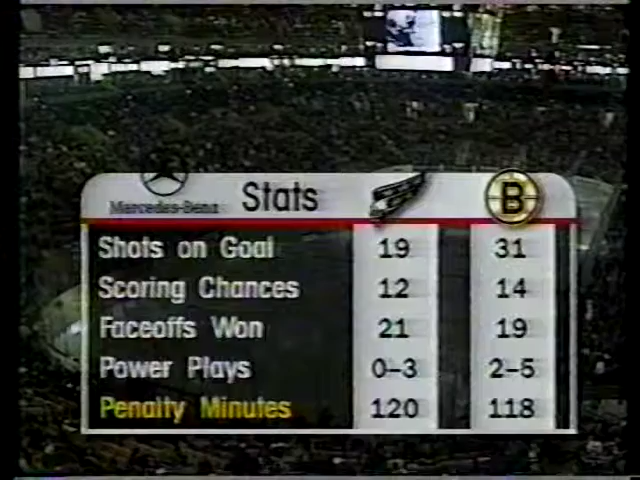 Mercedes-Benz Stats B
Shots on Goal 19 31
Scoring Chances 12 14
Faceoffs Won 21 19
Power Plays 0-3 2-5
Penalty Minutes 120 118